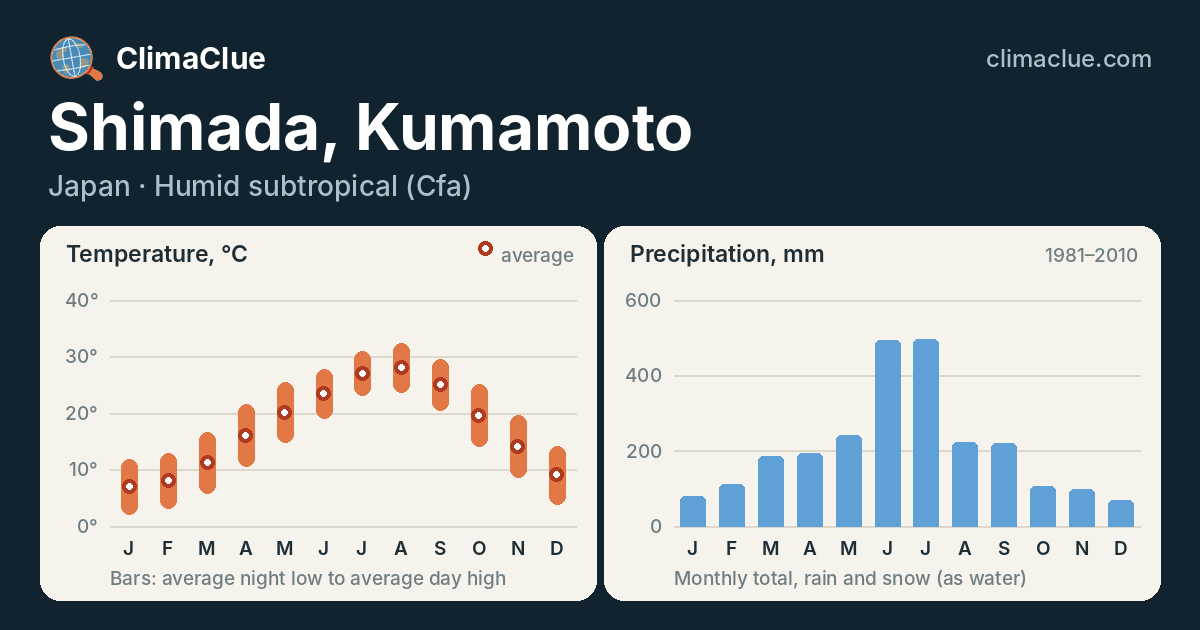 ClimaClue
climaclue.com
Shimada, Kumamoto
Japan · Humid subtropical (Cfa)
Temperature, °C
average
40°
30°
20°
10°
0°
J F M A M J J A S O N D
Bars: average night low to average day high
Precipitation, mm
1981–2010
600
400
200
0
J F M A M J J A S O N D
Monthly total, rain and snow (as water)